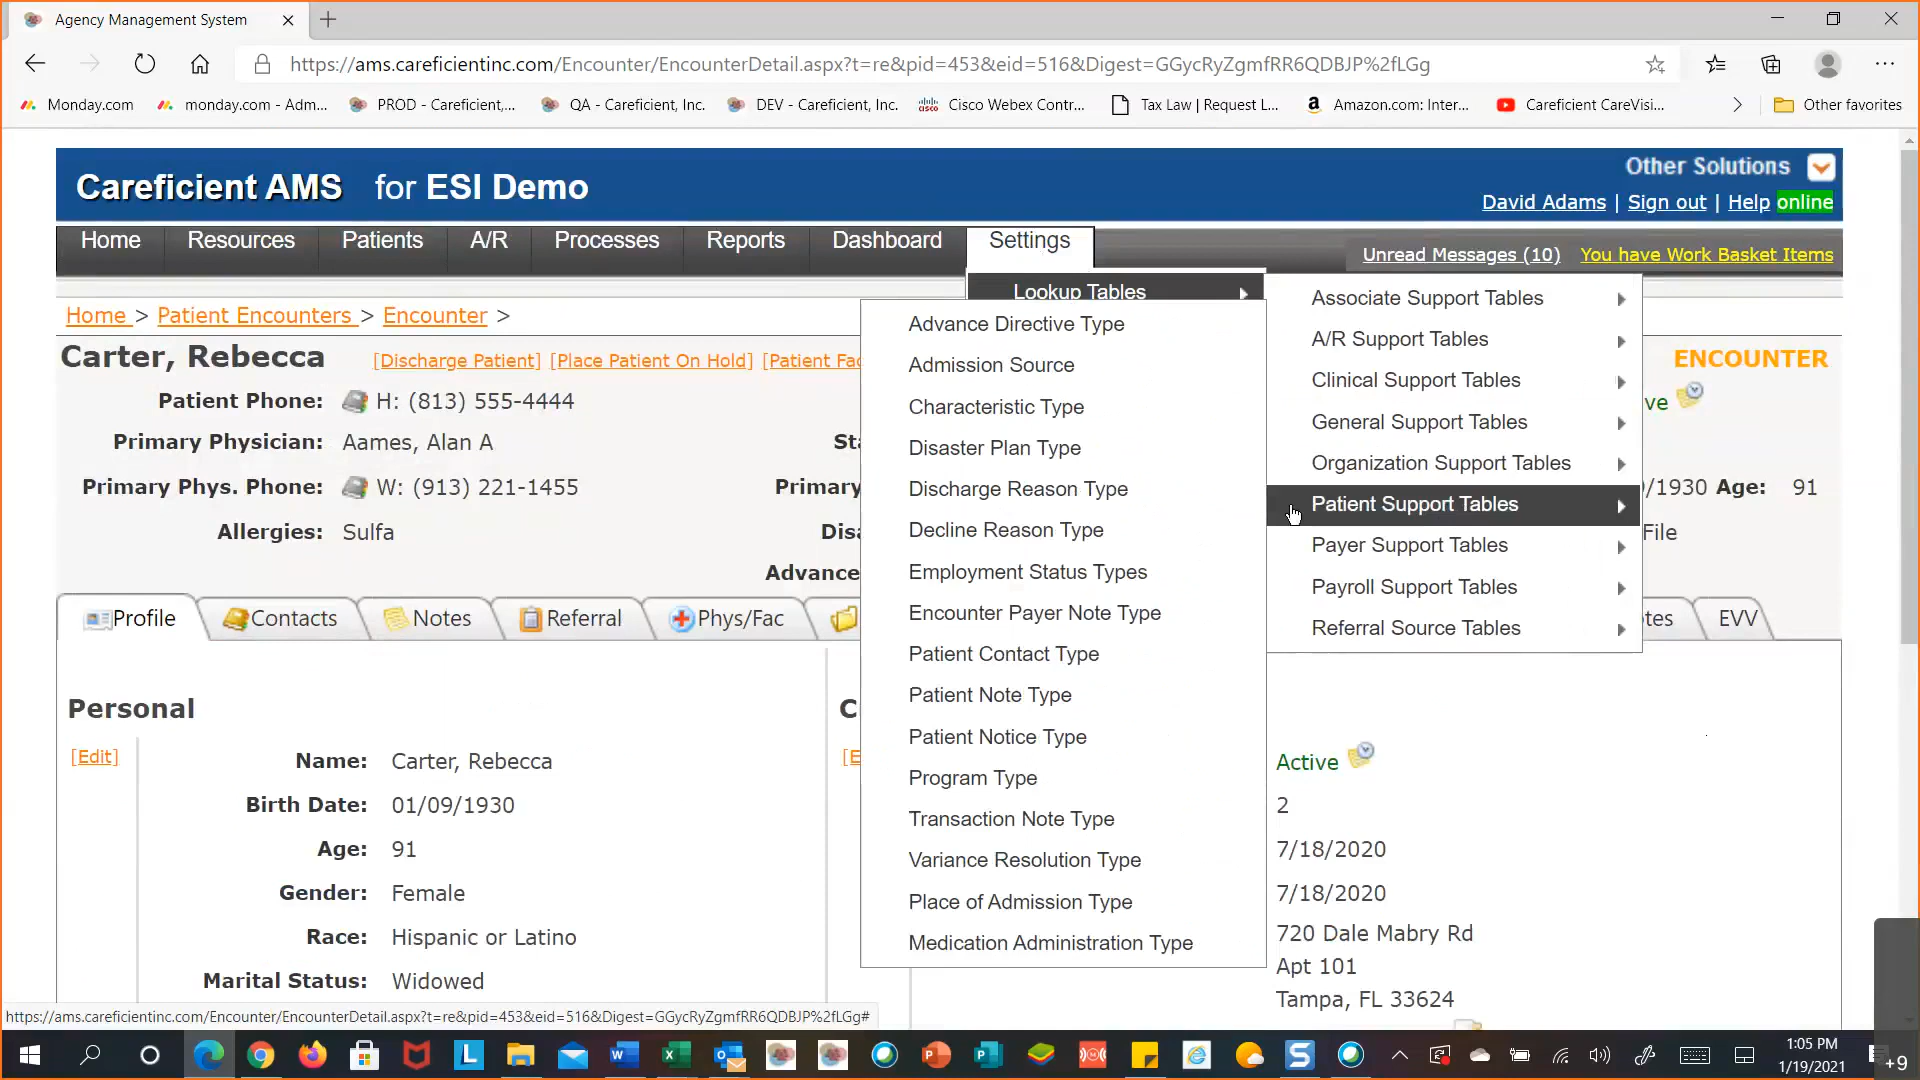 Agency Management System
https://ams.careficientinc.com/Encounter/EncounterDetail.aspx?t=re&pid=453&eid=516&Digest=GGycRyZgmfRR6QDBJP%2fLGg
Monday.com
monday.com - Adm...
PROD - Careficient,...
QA - Careficient, Inc.
DEV - Careficient, Inc.
Cisco Webex Contr...
Tax Law | Request L...
Amazon.com: Inter...
Careficient CareVisi...
Other favorites
Careficient AMS for ESI Demo
Other Solutions
David Adams | Sign out | Help online
Home
Resources
Patients
A/R
Processes
Reports
Dashboard
Settings
Unread Messages (10)
You have Work Basket Items
Lookup Tables
Home > Patient Encounters > Encounter >
Carter, Rebecca
[Discharge Patient] [Place Patient On Hold] [Patient Fac
ENCOUNTER
Patient Phone: H: (813) 555-4444
ve
Primary Physician: Aames, Alan A
Sta
Primary Phys. Phone: W: (913) 221-1455
Primary
/1930 Age: 91
Allergies: Sulfa
Disa
File
Advance
Advance Directive Type
Admission Source
Characteristic Type
Disaster Plan Type
Discharge Reason Type
Decline Reason Type
Employment Status Types
Encounter Payer Note Type
Patient Contact Type
Patient Note Type
Patient Notice Type
Program Type
Transaction Note Type
Variance Resolution Type
Place of Admission Type
Medication Administration Type
Associate Support Tables
A/R Support Tables
Clinical Support Tables
General Support Tables
Organization Support Tables
Patient Support Tables
Payer Support Tables
Payroll Support Tables
Referral Source Tables
Profile
Contacts
Notes
Referral
Phys/Fac
tes
EVV
Personal
[Edit]
Name: Carter, Rebecca
Birth Date: 01/09/1930
Age: 91
Gender: Female
Race: Hispanic or Latino
Marital Status: Widowed
C
[E
Active
2
7/18/2020
7/18/2020
720 Dale Mabry Rd
Apt 101
Tampa, FL 33624
https://ams.careficientinc.com/Encounter/EncounterDetail.aspx?t=re&pid=453&eid=516&Digest=GGycRyZgmfRR6QDBJP%2fLGg#
1:05 PM
1/19/2021
+9